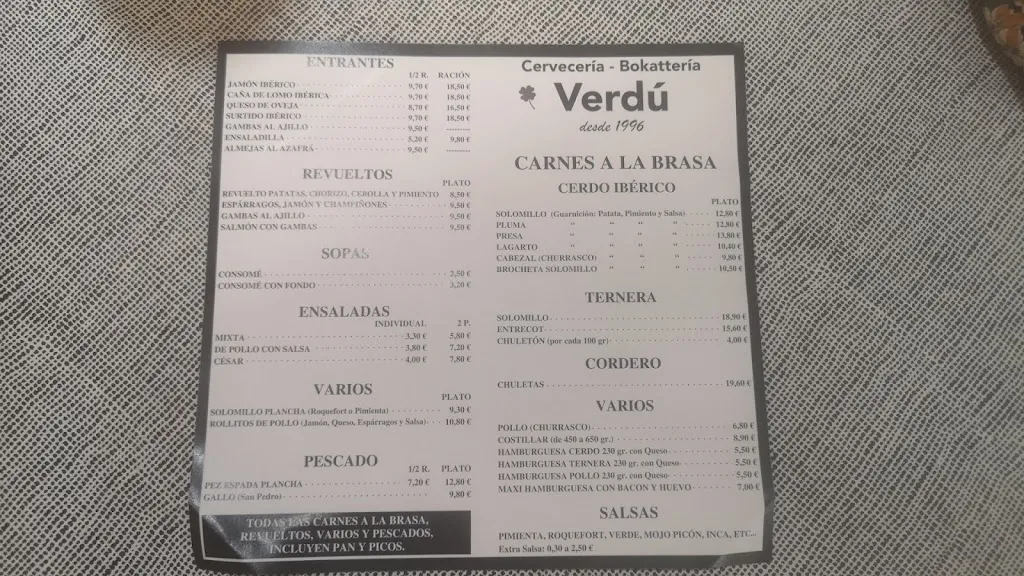 ENTRANTES
1/2 R. RACIÓN
JAMÓN IBÉRICO 9,70 € 18,50 €
CAÑA DE LOMO IBÉRICA 9,70 € 18,50 €
QUESO DE OVEJA 8,70 € 16,50 €
SURTIDO IBÉRICO 9,70 € 18,50 €
GAMBAS AL AJILLO 9,50 € ---------
ENSALADILLA 5,20 € 9,80 €
ALMEJAS AL AZAFRÁ 9,50 € ---------
REVUELTOS
PLATO
REVUELTO PATATAS, CHORIZO, CEBOLLA Y PIMIENTO 8,50 €
ESPÁRRAGOS, JAMÓN Y CHAMPIÑONES 9,50 €
GAMBAS AL AJILLO 9,50 €
SALMÓN CON GAMBAS 9,50 €
SOPAS
CONSOMÉ 2,50 €
CONSOMÉ CON FONDO 3,20 €
ENSALADAS
INDIVIDUAL 2 P.
MIXTA 3,30 € 5,80 €
DE POLLO CON SALSA 3,80 € 7,20 €
CÉSAR 4,00 € 7,80 €
VARIOS
PLATO
SOLOMILLO PLANCHA (Roquefort o Pimienta) 9,30 €
ROLLITOS DE POLLO (Jamón, Queso, Espárragos y Salsa) 10,80 €
PESCADO
1/2 R. PLATO
PEZ ESPADA PLANCHA 7,20 € 12,80 €
GALLO (San Pedro) 9,80 €
TODAS LAS CARNES A LA BRASA,
REVUELTOS, VARIOS Y PESCADOS,
INCLUYEN PAN Y PICOS.
Cervecería - Bokattería
Verdú
desde 1996
CARNES A LA BRASA
CERDO IBÉRICO
PLATO
SOLOMILLO (Guarnición: Patata, Pimiento y Salsa) 12,80 €
PLUMA " " " " 12,80 €
PRESA " " " " 13,80 €
LAGARTO " " " " 10,40 €
CABEZAL (CHURRASCO) " " " 9,80 €
BROCHETA SOLOMILLO " " " 10,50 €
TERNERA
SOLOMILLO 18,90 €
ENTRECOT 15,60 €
CHULETÓN (por cada 100 gr) 4,00 €
CORDERO
CHULETAS 19,60 €
VARIOS
POLLO (CHURRASCO) 6,80 €
COSTILLAR (de 450 a 650 gr.) 8,90 €
HAMBURGUESA CERDO 230 gr. con Queso 5,50 €
HAMBURGUESA TERNERA 230 gr. con Queso 5,50 €
HAMBURGUESA POLLO 230 gr. con Queso 5,50 €
MAXI HAMBURGUESA CON BACON Y HUEVO 7,00 €
SALSAS
PIMIENTA, ROQUEFORT, VERDE, MOJO PICÓN, INCA, ETC...
Extra Salsa: 0,30 a 2,50 €